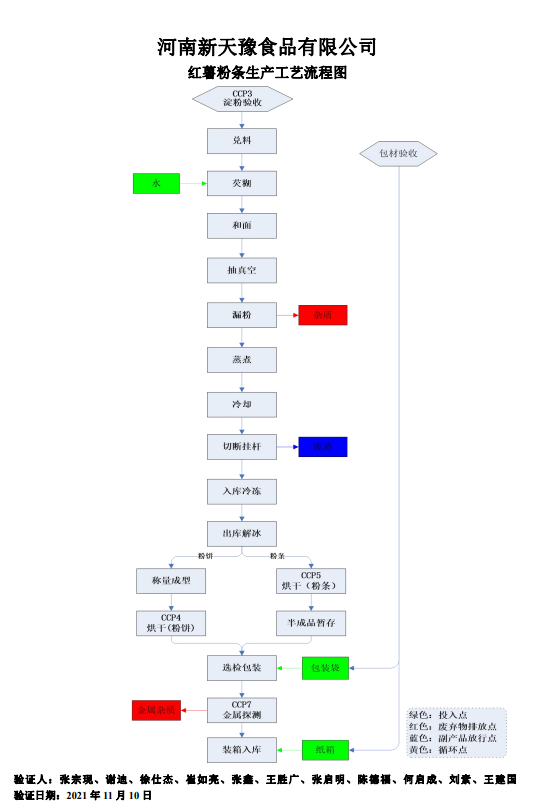 河南新天豫食品有限公司
红薯粉条生产工艺流程图
CCP3
淀粉验收
兑料
包材验收
水
芡糊
和面
抽真空
漏粉
杂质
蒸煮
冷却
切断挂杆
入库冷冻
出库解冰
粉饼
粉条
称量成型
CCP5
烘干（粉条）
CCP4
烘干(粉饼)
半成品暂存
选检包装
包装袋
金属杂质
CCP7
金属探测
装箱入库
纸箱
绿色：投入点
红色：废弃物排放点
蓝色：副产品放行点
黄色：循环点
验证人：张宗现、谢迪、徐仕杰、崔如亮、张鑫、王胜广、张启明、陈德福、何启成、刘素、王建国
验证日期：2021 年 11 月 10 日